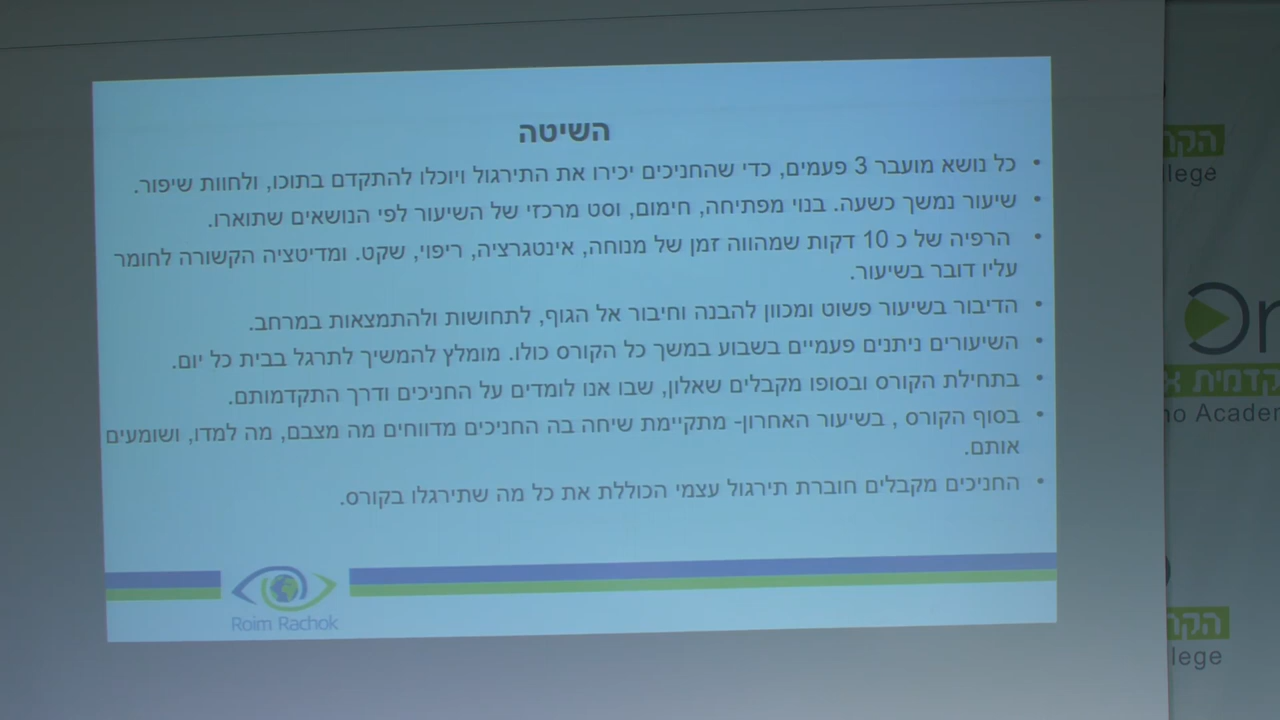 השיטה
• כל נושא מועבר 3 פעמים, כדי שהחניכים יכירו את התירגול ויוכלו להתקדם בתוכו, ולחוות שיפור.
• שיעור נמשך כשעה. בנוי מפתיחה, חימום, וסט מרכזי של השיעור לפי הנושאים שתוארו.
• הרפיה של כ 10 דקות שמהווה זמן של מנוחה, אינטגרציה, ריפוי, שקט. ומדיטציה הקשורה לחומר
עליו דובר בשיעור.
• הדיבור בשיעור פשוט ומכוון להבנה וחיבור אל הגוף, לתחושות ולהתמצאות במרחב.
• השיעורים ניתנים פעמיים בשבוע במשך כל הקורס כולו. מומלץ להמשיך לתרגל בבית כל יום.
• בתחילת הקורס ובסופו מקבלים שאלון, שבו אנו לומדים על החניכים ודרך התקדמותם.
• בסוף הקורס , בשיעור האחרון- מתקיימת שיחה בה החניכים מדווחים מה מצבם, מה למדו, ושומעים
אותם.
• החניכים מקבלים חוברת תירגול עצמי הכוללת את כל מה שתירגלו בקורס.
Roim Rachok
הקר
llege
On
קדמית א
no Academ
הקר
llege